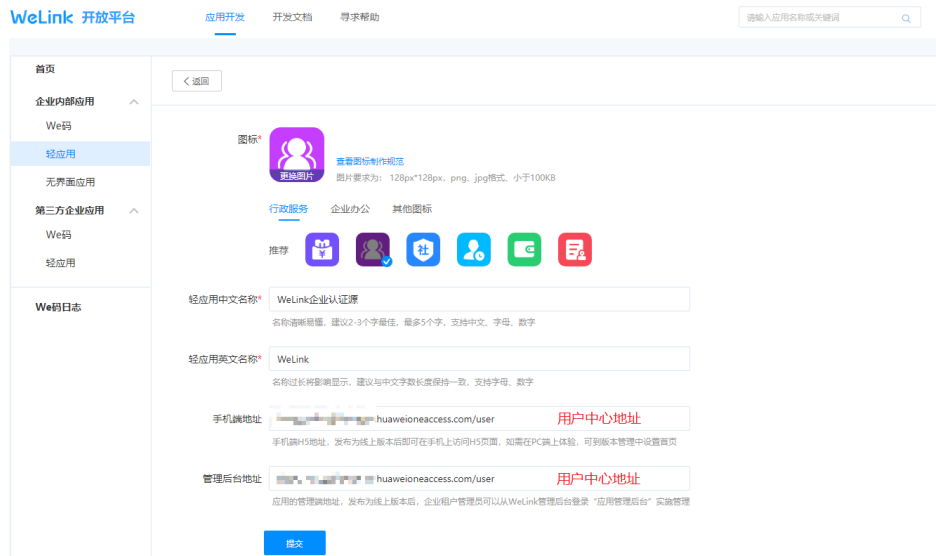 WeLink 开放平台 应用开发 开发文档 寻求帮助 请输入应用名称或关键词
首页
返回
企业内部应用
We码
轻应用
无界面应用
第三方企业应用
We码
轻应用
We码日志
图标*
更换图片
查看图标制作规范
图片要求为: 128px*128px, png, jpg格式、小于100KB
行政服务 企业办公 其他图标
推荐
社
轻应用中文名称* WeLink企业认证源
名称清晰易懂, 建议2-3个字最佳, 最多5个字, 支持中文、字母、数字
轻应用英文名称* WeLink
名称过长将影响显示, 建议与中文字数长度保持一致, 支持字母、数字
手机端地址 huaweioneaccess.com/user 用户中心地址
手机端H5地址, 发布为线上版本后即可在手机上访问H5页面, 如需在PC端上体验, 可到版本管理中设置首页
管理后台地址 huaweioneaccess.com/user 用户中心地址
应用的管理端地址, 发布为线上版本后, 企业租户管理员可以从WeLink管理后台登录“应用管理后台”实施管理
提交